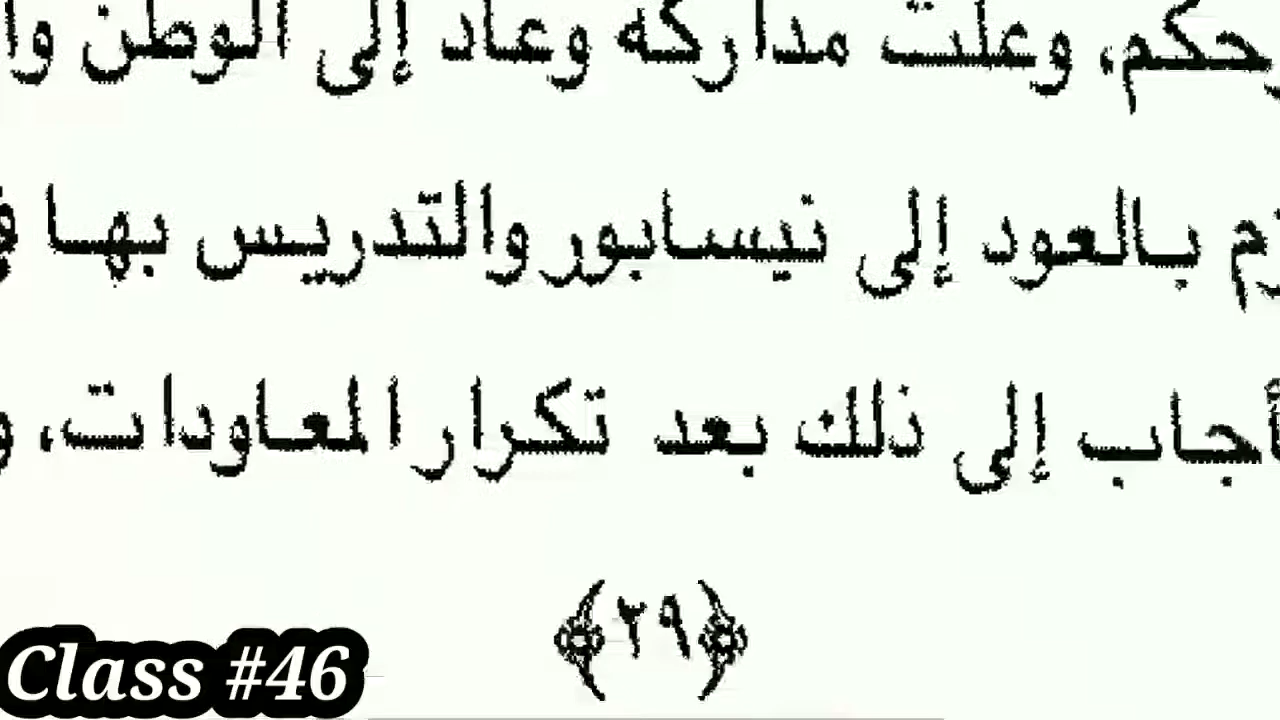 حكم، وعلت مداركه وعاد إلى الوطن وا
بالعود إلى نيسابور والتدريس بها
أجاب إلى ذلك بعد تكرار المعاودات، و
﴿٢٩﴾
Class #46